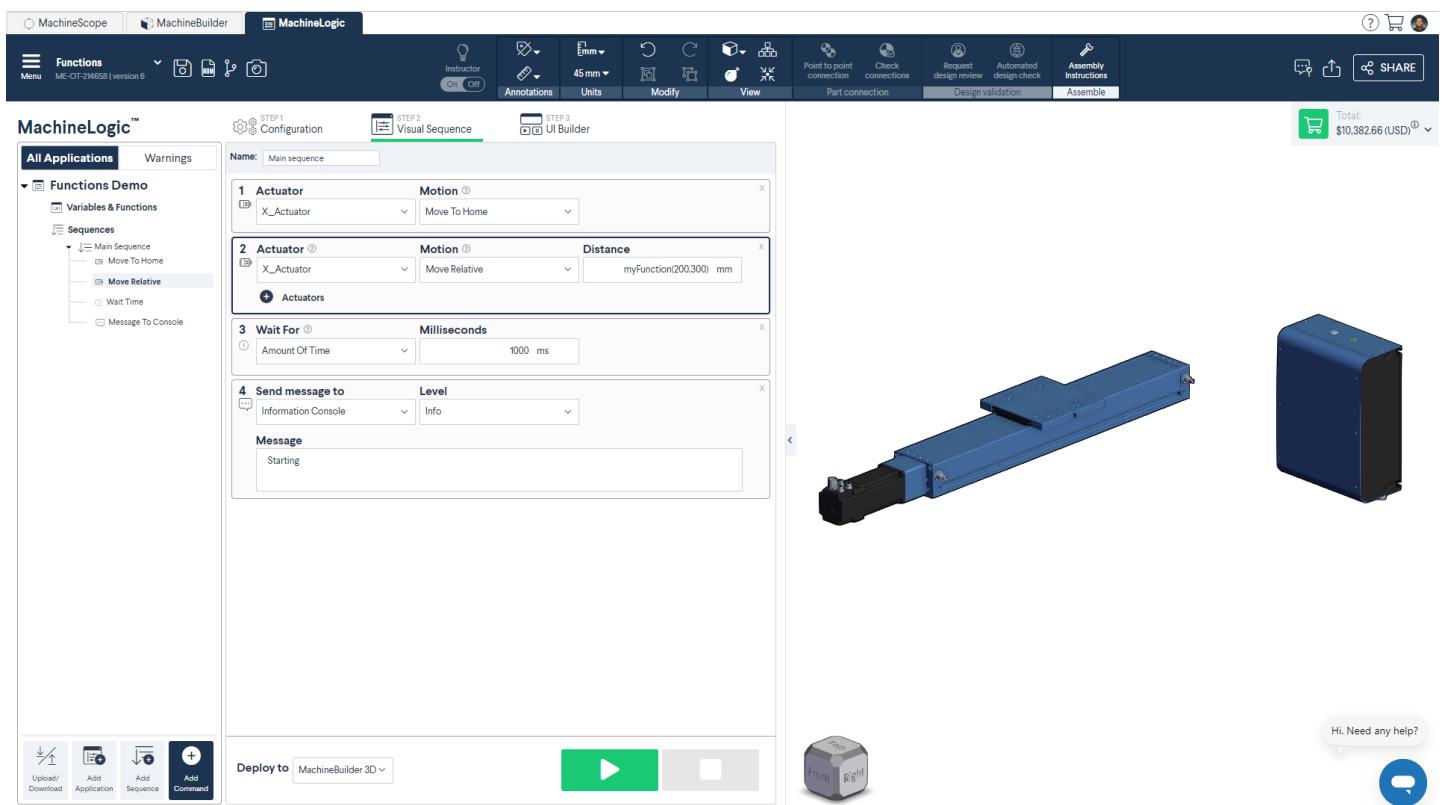 MachineScope
MachineBuilder
MachineLogic
Menu
Functions
ME-OT-214658 | version 6
BOM
Instructor
On Off
Annotations
mm
45 mm
Units
Modify
View
Point to point connection
Check connections
Part connection
Request design review
Automated design check
Design validation
Assembly Instructions
Assemble
SHARE
MachineLogic™
All Applications
Warnings
Functions Demo
Variables & Functions
Sequences
Main Sequence
Move To Home
Move Relative
Wait Time
Message To Console
Upload/
Download
Add
Application
Add
Sequence
Add
Command
STEP 1
Configuration
STEP 2
Visual Sequence
STEP 3
UI Builder
Name: Main sequence
1 Actuator Motion x
X_Actuator Move To Home
2 Actuator Motion Distance x
X_Actuator Move Relative myFunction(200,300) mm
Actuators
3 Wait For Milliseconds x
Amount Of Time 1000 ms
4 Send message to Level x
Information Console Info
Message
Starting
Deploy to MachineBuilder 3D
Total:
$10,382.66 (USD)
Top
Front Right
Hi. Need any help?